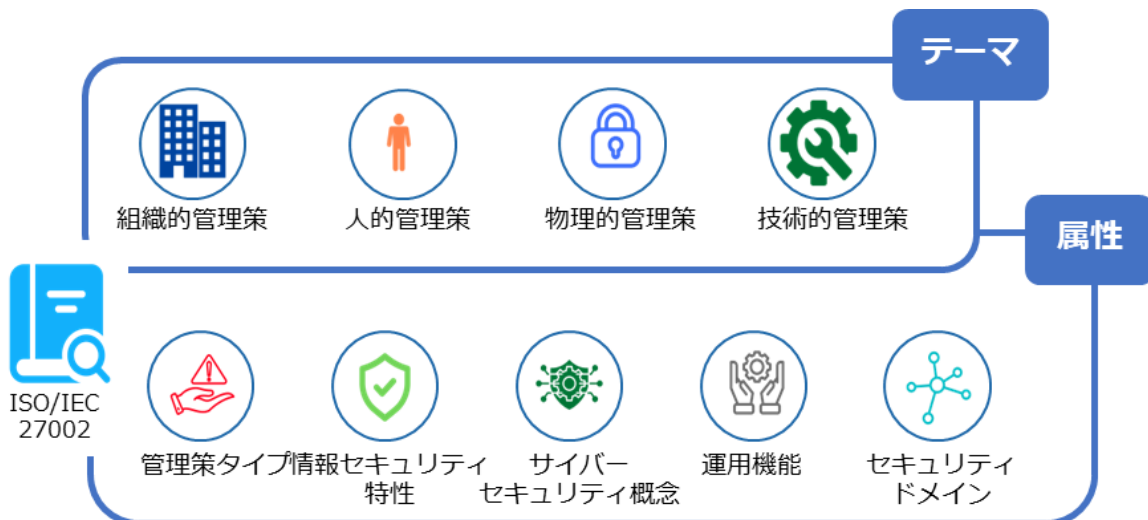 テーマ
組織的管理策
人的管理策
物理的管理策
技術的管理策
属性
ISO/IEC
27002
管理策タイプ
情報セキュリティ
特性
サイバー
セキュリティ概念
運用機能
セキュリティ
ドメイン